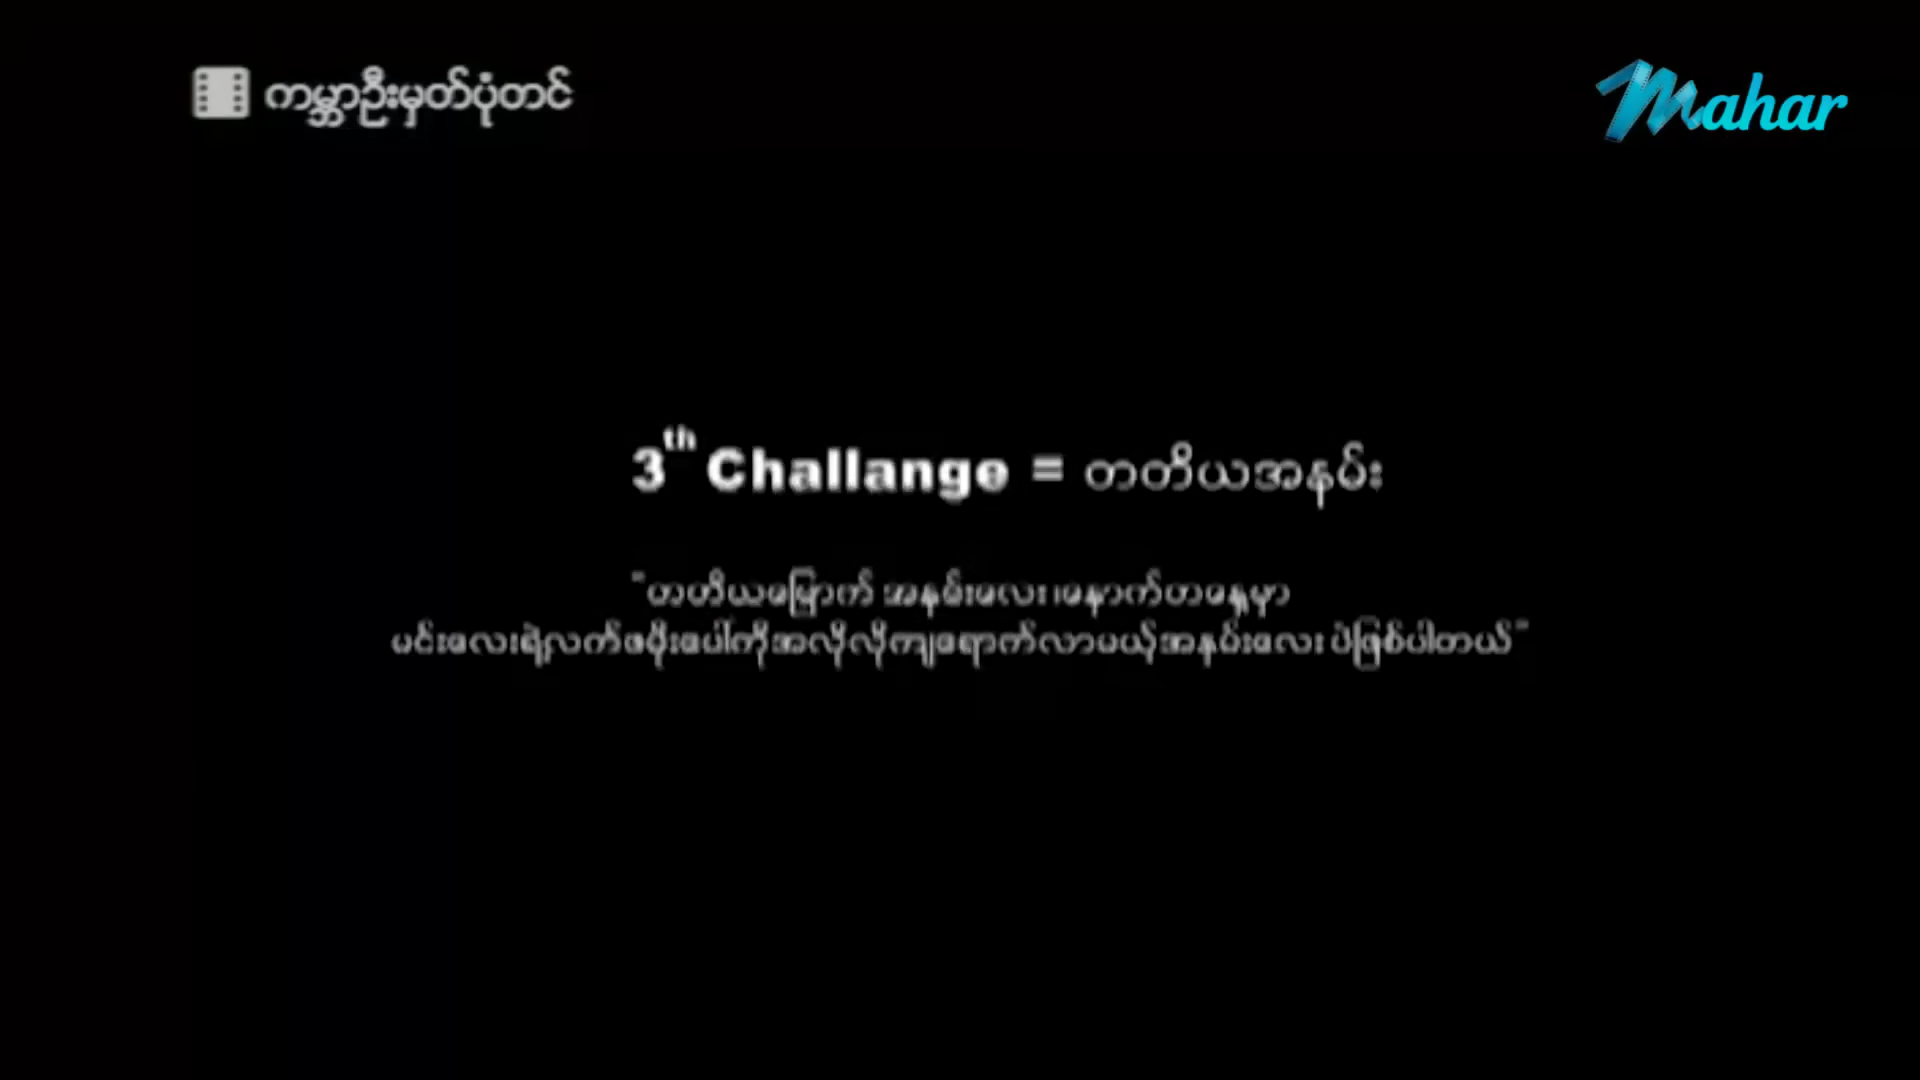 ကမ္ဘာဦးမှတ်ပုံတင်
Mahar
3th Challange = တတိယအနမ်း
"တတိယမြောက် အနမ်းလေး၊နောက်တနေ့မှာ
မင်းလေးရဲ့လက်ဖမိုးပေါ်ကိုအလိုလိုကျရောက်လာမယ့်အနမ်းလေး ပဲဖြစ်ပါတယ်"